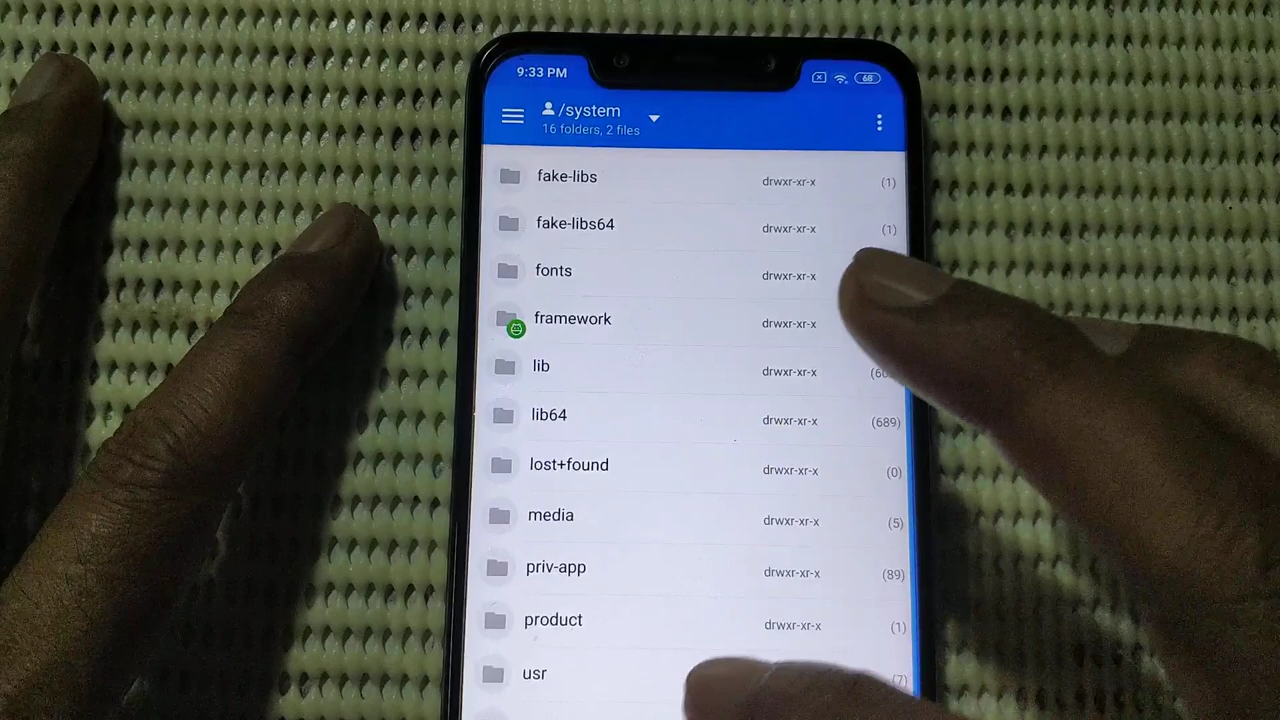 9:33 PM 68
/system
16 folders, 2 files
fake-libs drwxr-xr-x (1)
fake-libs64 drwxr-xr-x (1)
fonts drwxr-xr-x
framework drwxr-xr-x
lib drwxr-xr-x
lib64 drwxr-xr-x (689)
lost+found drwxr-xr-x (0)
media drwxr-xr-x (5)
priv-app drwxr-xr-x (89)
product drwxr-xr-x (1)
usr (7)